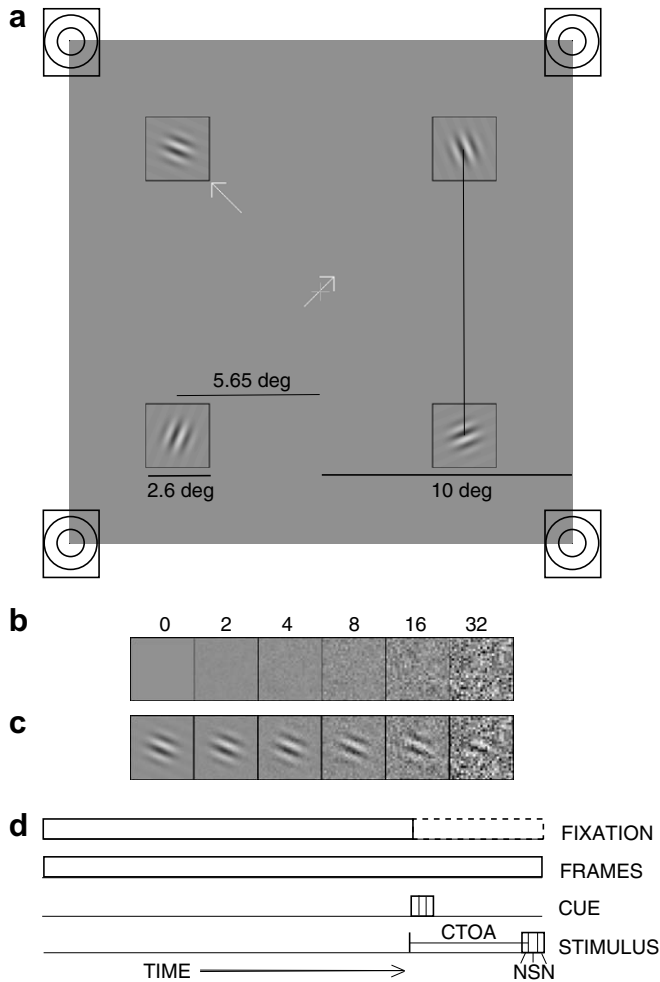 a
5.65 deg
2.6 deg
10 deg
b
0 2 4 8 16 32
c
d
FIXATION
FRAMES
CUE
CTOA
STIMULUS
TIME
NSN